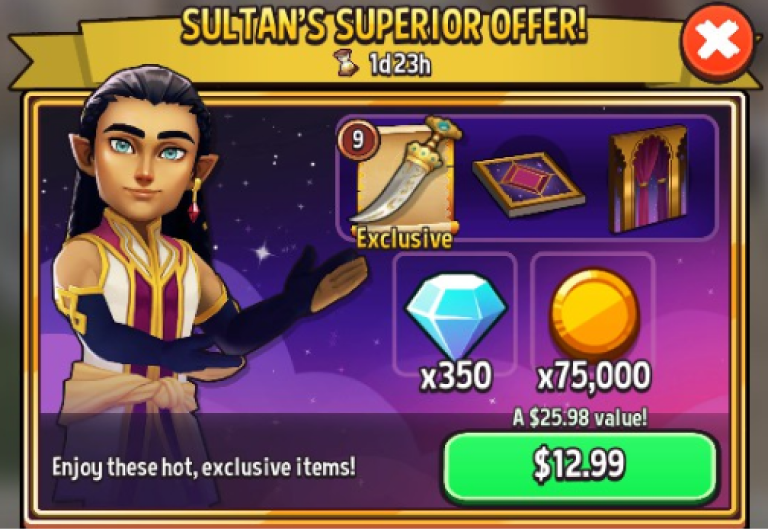 SULTAN'S SUPERIOR OFFER!
1d23h
9
Exclusive
x350
x75,000
A $25.98 value!
Enjoy these hot, exclusive items!
$12.99